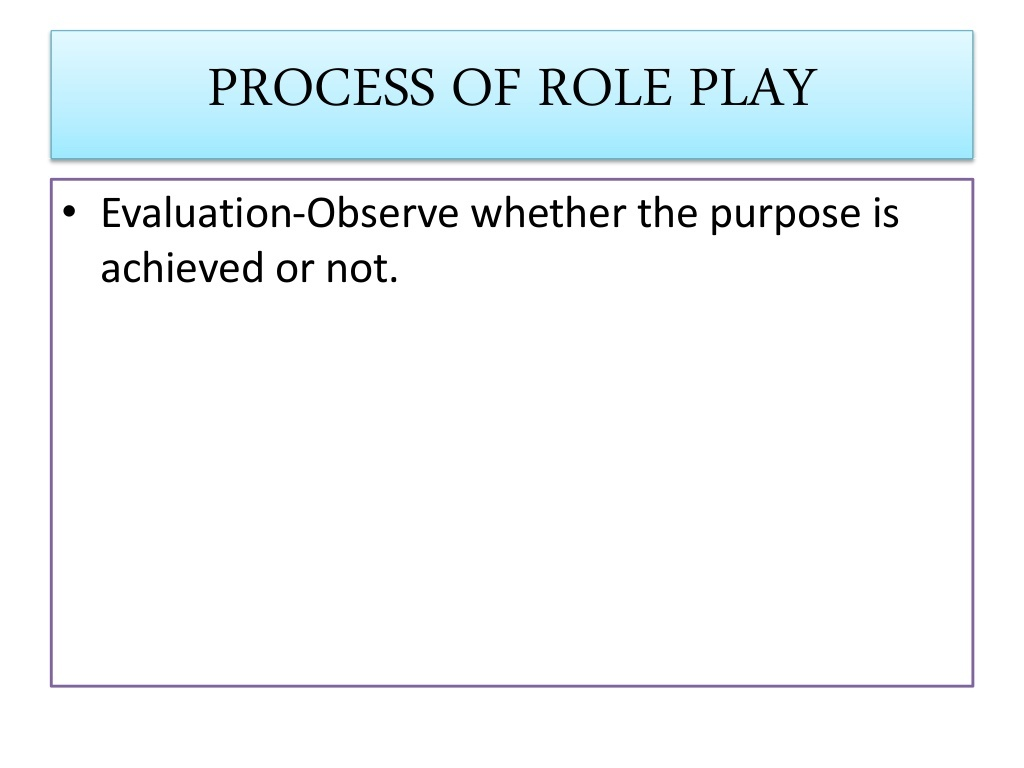 PROCESS OF ROLE PLAY
• Evaluation-Observe whether the purpose is
achieved or not.